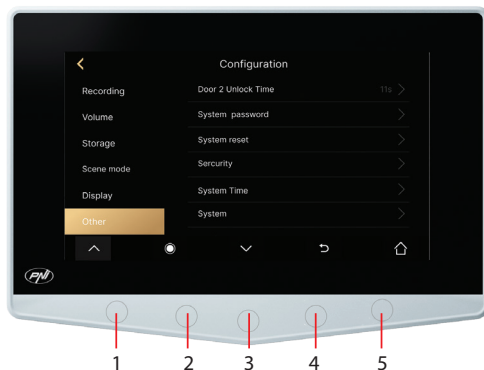 Configuration
Recording
Door 2 Unlock Time 11s
Volume
System password
Storage
System reset
Scene mode
Sercurity
Display
System Time
Other
System
PNI
1 2 3 4 5